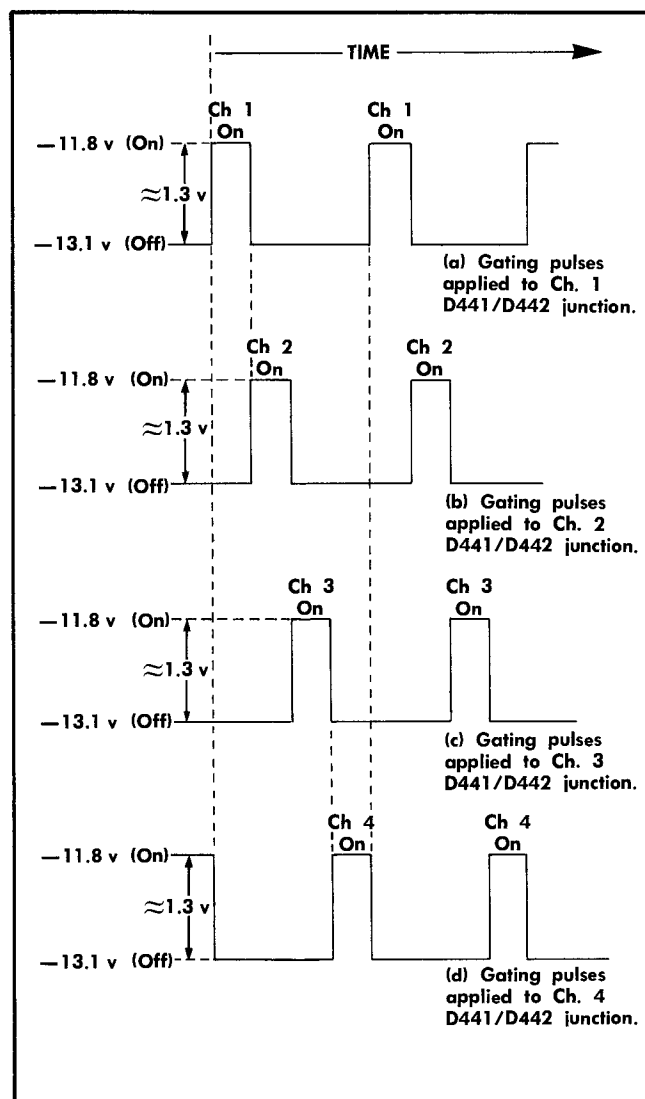 TIME
Ch 1
On
Ch 1
On
—11.8 v (On)
≈1.3 v
—13.1 v (Off)
(a) Gating pulses
applied to Ch. 1
D441/D442 junction.
Ch 2
On
Ch 2
On
—11.8 v (On)
≈1.3 v
—13.1 v (Off)
(b) Gating pulses
applied to Ch. 2
D441/D442 junction.
Ch 3
On
Ch 3
On
—11.8 v (On)
≈1.3 v
—13.1 v (Off)
(c) Gating pulses
applied to Ch. 3
D441/D442 junction.
Ch 4
On
Ch 4
On
—11.8 v (On)
≈1.3 v
—13.1 v (Off)
(d) Gating pulses
applied to Ch. 4
D441/D442 junction.